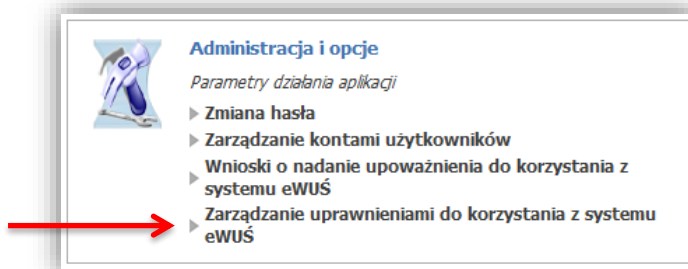 Administracja i opcje
Parametry działania aplikacji
Zmiana hasła
Zarządzanie kontami użytkowników
Wnioski o nadanie upoważnienia do korzystania z
systemu eWUŚ
Zarządzanie uprawnieniami do korzystania z systemu
eWUŚ